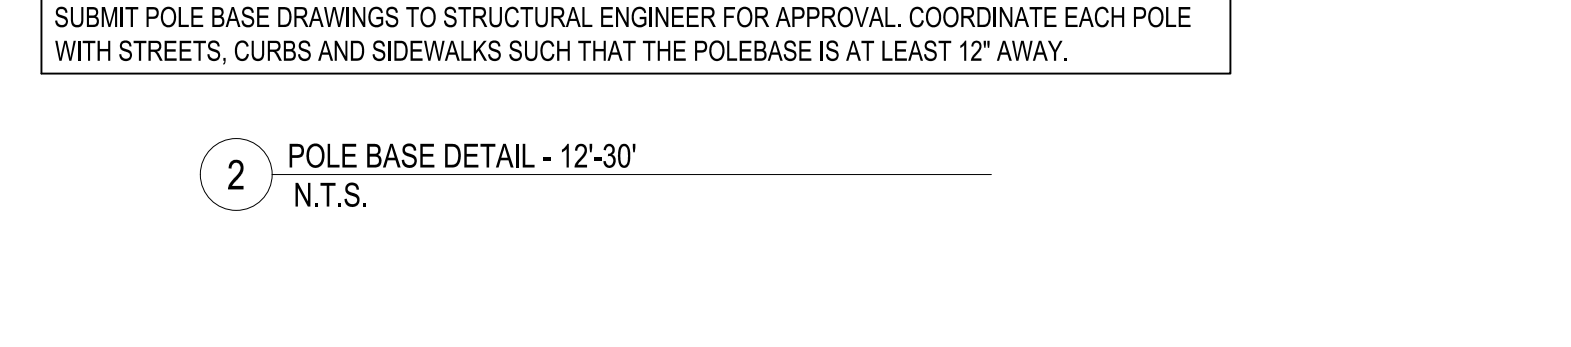 SUBMIT POLE BASE DRAWINGS TO STRUCTURAL ENGINEER FOR APPROVAL. COORDINATE EACH POLE
WITH STREETS, CURBS AND SIDEWALKS SUCH THAT THE POLEBASE IS AT LEAST 12" AWAY.
2
POLE BASE DETAIL - 12'-30'
N.T.S.